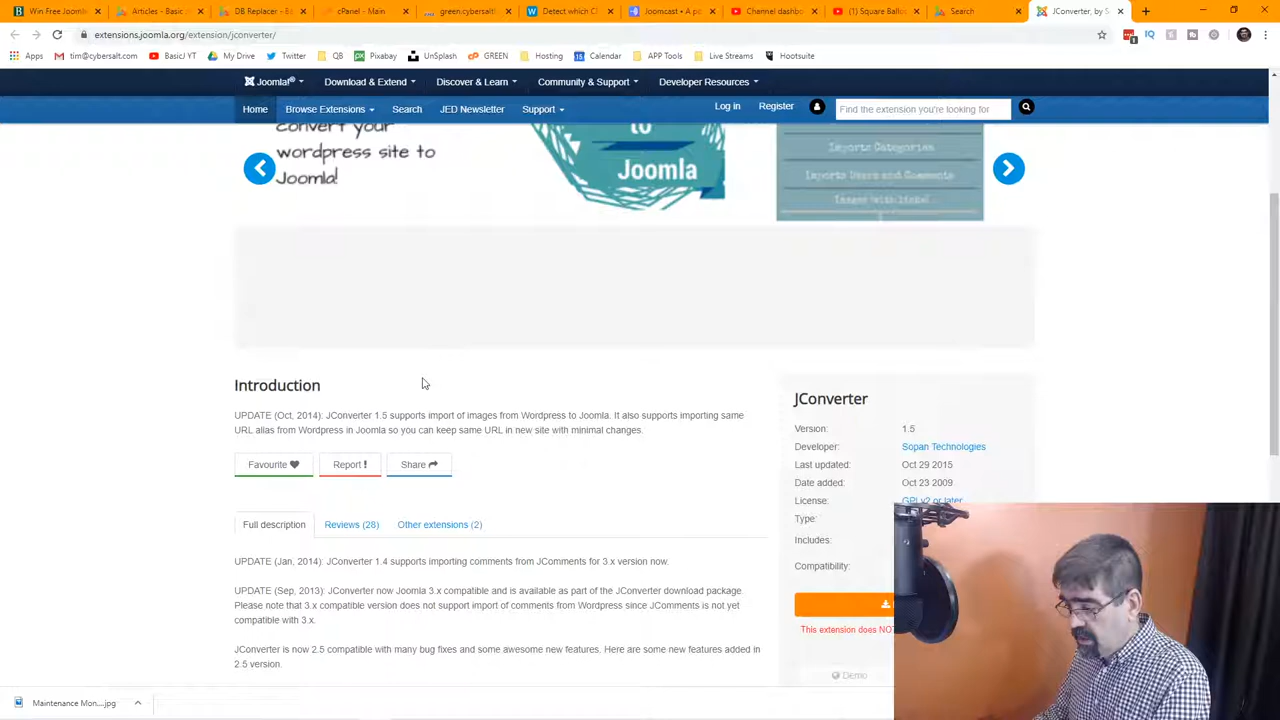 Win Free Jooml
Articles - Basic
DB Replacer - B
cPanel - Main
green.cybersalt
Detect which C
Joomcast • A p
Channel dashb
(1) Square Ballo
Search
JConverter, by S
extensions.joomla.org/extension/jconverter/
Apps
tim@cybersalt.com
BasicJ YT
My Drive
Twitter
QB
Pixabay
UnSplash
GREEN
Hosting
Calendar
APP Tools
Live Streams
Hootsuite
Joomla!®
Download & Extend
Discover & Learn
Community & Support
Developer Resources
Home
Browse Extensions
Search
JED Newsletter
Support
Log in
Register
Find the extension you're looking for
convert your
wordpress site to
Joomla!
to
Joomla
Imports Categories
Imports Users and Comments
Introduction
UPDATE (Oct, 2014): JConverter 1.5 supports import of images from Wordpress to Joomla. It also supports importing same
URL alias from Wordpress in Joomla so you can keep same URL in new site with minimal changes.
Favourite
Report !
Share
Full description
Reviews (28)
Other extensions (2)
UPDATE (Jan, 2014): JConverter 1.4 supports importing comments from JComments for 3.x version now.
UPDATE (Sep, 2013): JConverter now Joomla 3.x compatible and is available as part of the JConverter download package.
Please note that 3.x compatible version does not support import of comments from Wordpress since JComments is not yet
compatible with 3.x.
JConverter is now 2.5 compatible with many bug fixes and some awesome new features. Here are some new features added in
2.5 version.
JConverter
Version: 1.5
Developer: Sopan Technologies
Last updated: Oct 29 2015
Date added: Oct 23 2009
License: GPLv2 or later
Type:
Includes:
Compatibility:
This extension does NO
Demo
Maintenance Mon....jpg